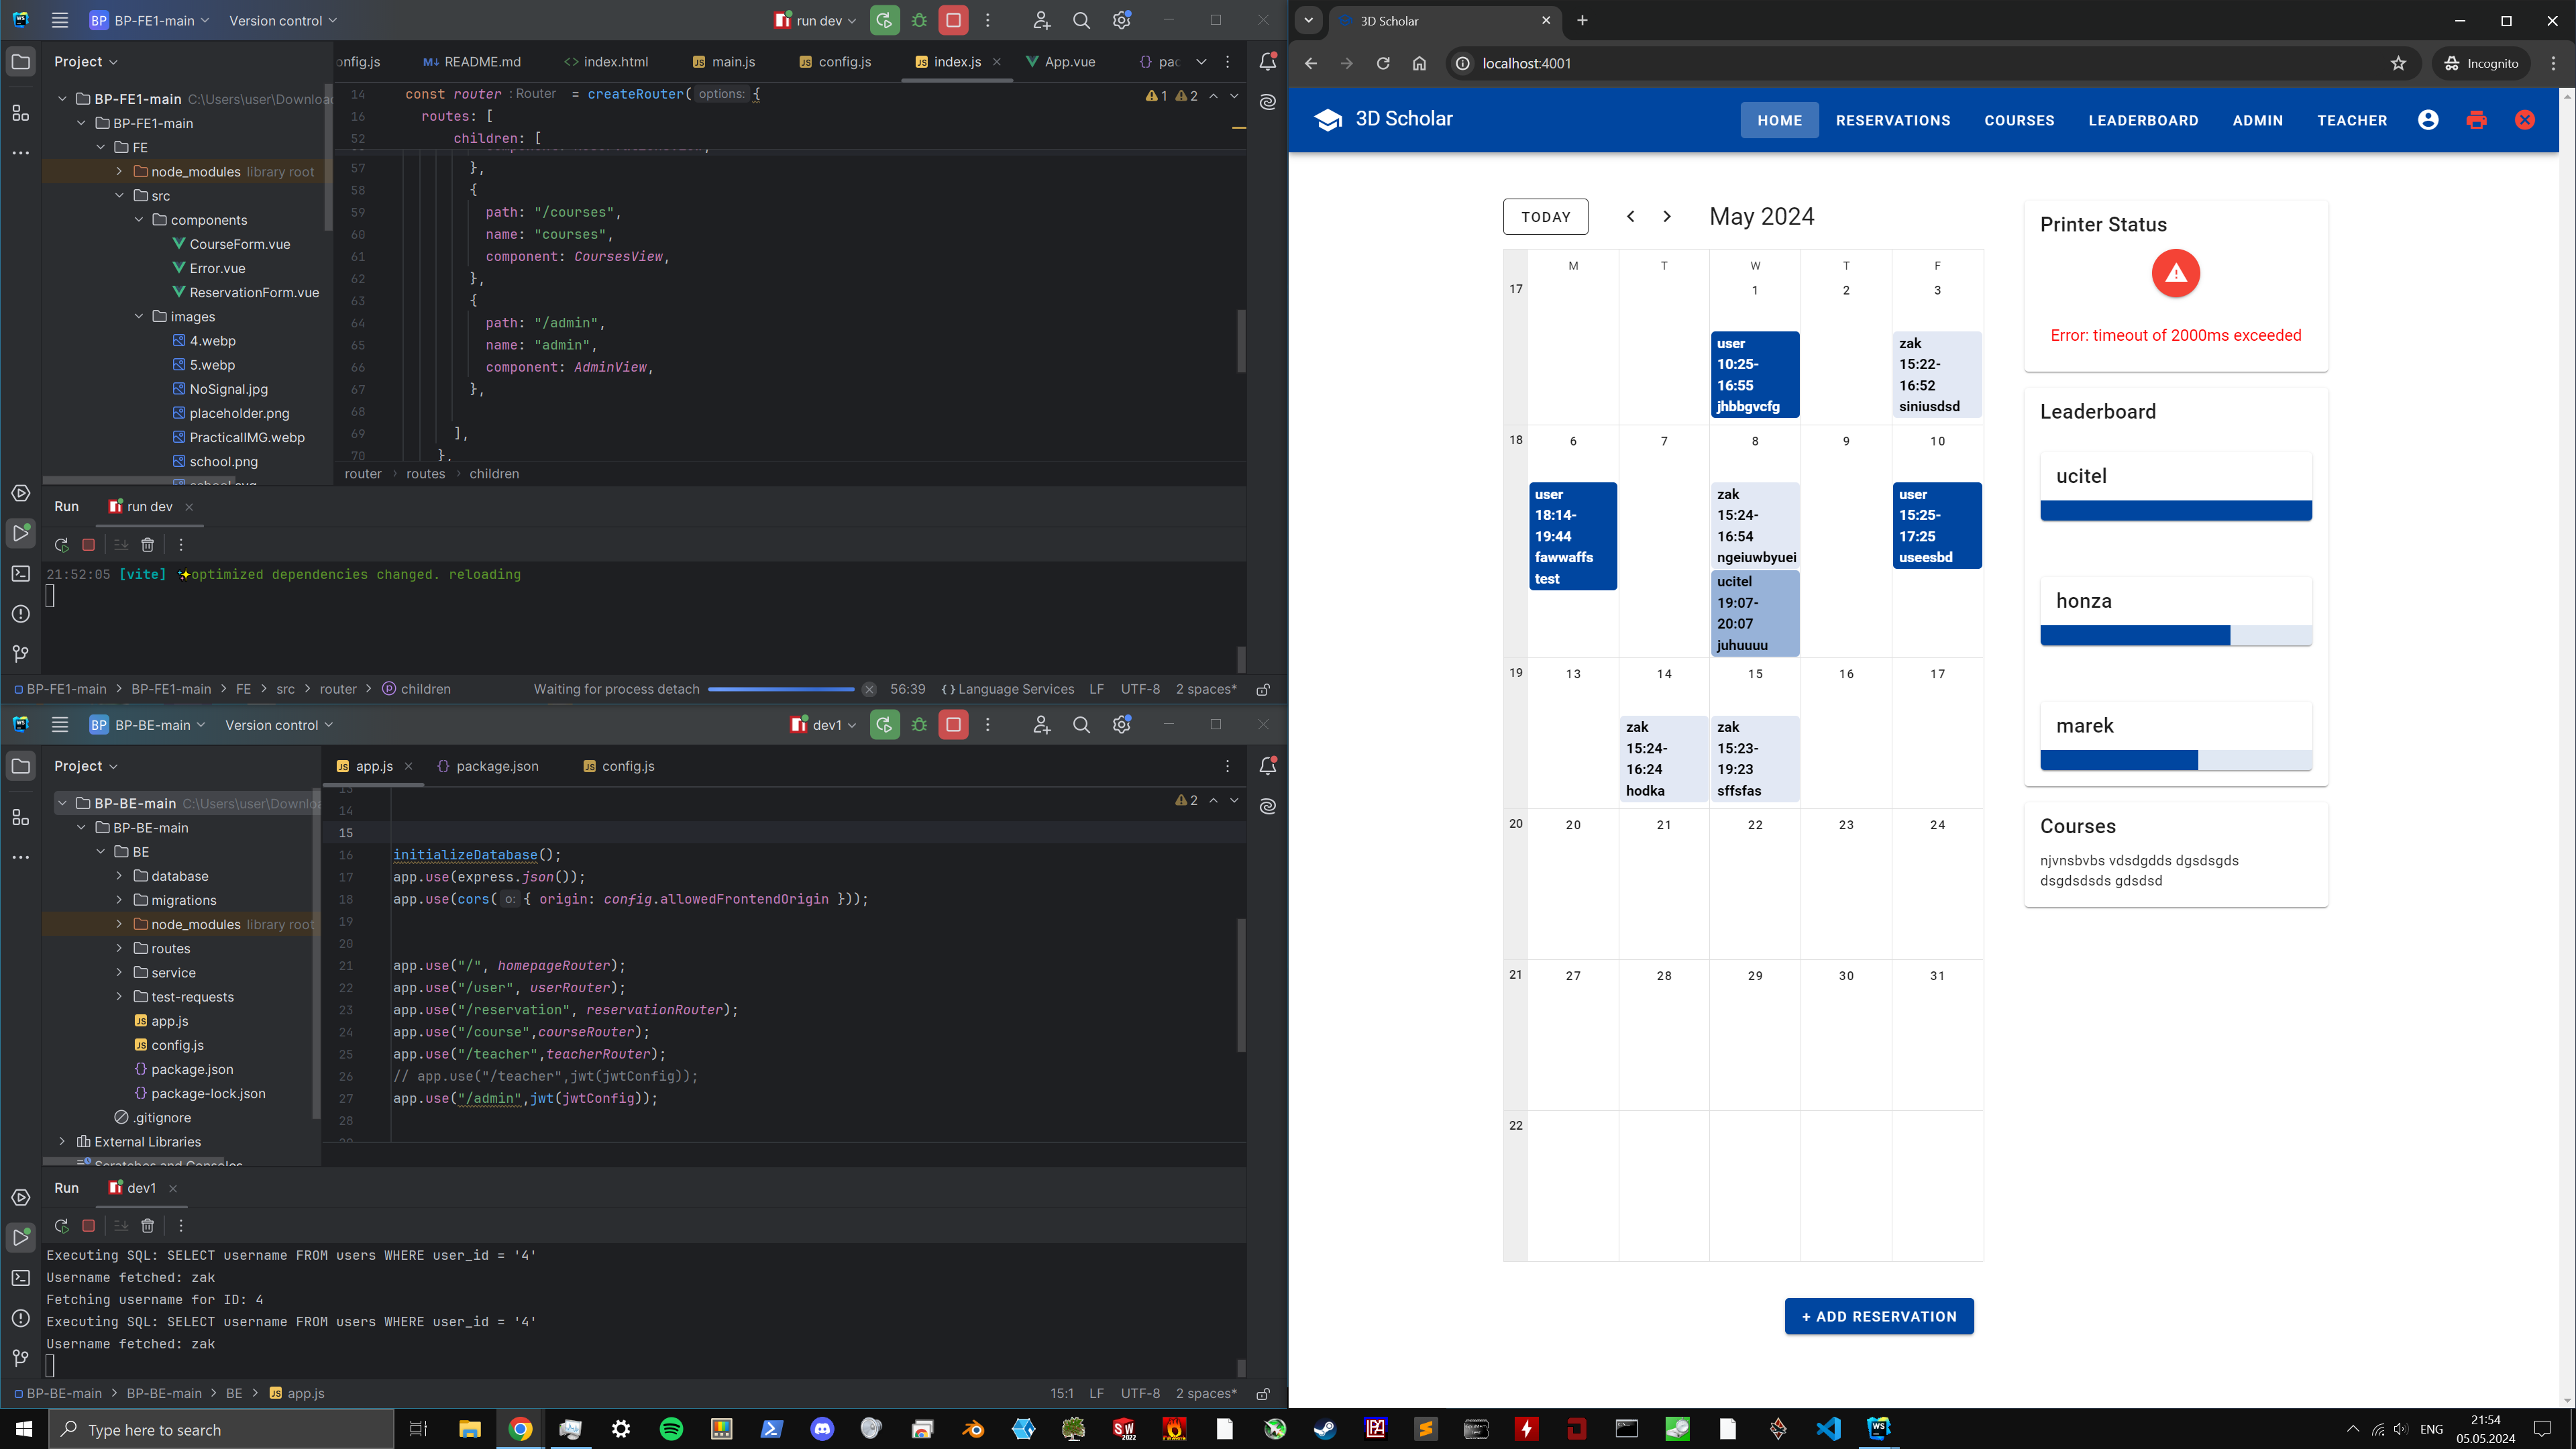 BP BP-FE1-main Version control run dev
Project
BP-FE1-main C:\Users\user\Downloa
BP-FE1-main
FE
node_modules library root
src
components
CourseForm.vue
Error.vue
ReservationForm.vue
images
4.webp
5.webp
NoSignal.jpg
placeholder.png
PracticalIMG.webp
school.png
onfig.js README.md index.html main.js config.js index.js App.vue pac
14 const router : Router = createRouter( options: {
16 routes: [
52 children: [
57 },
58 {
59 path: "/courses",
60 name: "courses",
61 component: CoursesView,
62 },
63 {
64 path: "/admin",
65 name: "admin",
66 component: AdminView,
67 },
68
69 ],
70 },
1 2
router routes children
Run run dev
21:52:05 [vite] ✨optimized dependencies changed. reloading
BP-FE1-main BP-FE1-main FE src router children Waiting for process detach 56:39 Language Services LF UTF-8 2 spaces*
BP BP-BE-main Version control dev1
Project
BP-BE-main C:\Users\user\Downlo
BP-BE-main
BE
database
migrations
node_modules library root
routes
service
test-requests
app.js
config.js
package.json
package-lock.json
.gitignore
External Libraries
Scratches and Consoles
app.js package.json config.js
13
14
15
16 initializeDatabase();
17 app.use(express.json());
18 app.use(cors( o: { origin: config.allowedFrontendOrigin }));
19
20
21 app.use("/", homepageRouter);
22 app.use("/user", userRouter);
23 app.use("/reservation", reservationRouter);
24 app.use("/course",courseRouter);
25 app.use("/teacher",teacherRouter);
26 // app.use("/teacher",jwt(jwtConfig));
27 app.use("/admin",jwt(jwtConfig));
28
2
Run dev1
Executing SQL: SELECT username FROM users WHERE user_id = '4'
Username fetched: zak
Fetching username for ID: 4
Executing SQL: SELECT username FROM users WHERE user_id = '4'
Username fetched: zak
BP-BE-main BP-BE-main BE app.js 15:1 LF UTF-8 2 spaces*
3D Scholar
localhost:4001 Incognito
3D Scholar HOME RESERVATIONS COURSES LEADERBOARD ADMIN TEACHER
TODAY May 2024
M T W T F
17 1 2 3
user
10:25-
16:55
jhbbgvcfg
zak
15:22-
16:52
siniusdsd
18 6 7 8 9 10
user
18:14-
19:44
fawwaffs
test
zak
15:24-
16:54
ngeiuwbyuei
ucitel
19:07-
20:07
juhuuuu
user
15:25-
17:25
useesbd
19 13 14 15 16 17
zak
15:24-
16:24
hodka
zak
15:23-
19:23
sffsfas
20 20 21 22 23 24
21 27 28 29 30 31
22
+ ADD RESERVATION
Printer Status
Error: timeout of 2000ms exceeded
Leaderboard
ucitel
honza
marek
Courses
njvnsbvbs vdsdgdds dgsdsgds
dsgdsdsds gdsdsd
Type here to search
ENG
21:54
05.05.2024